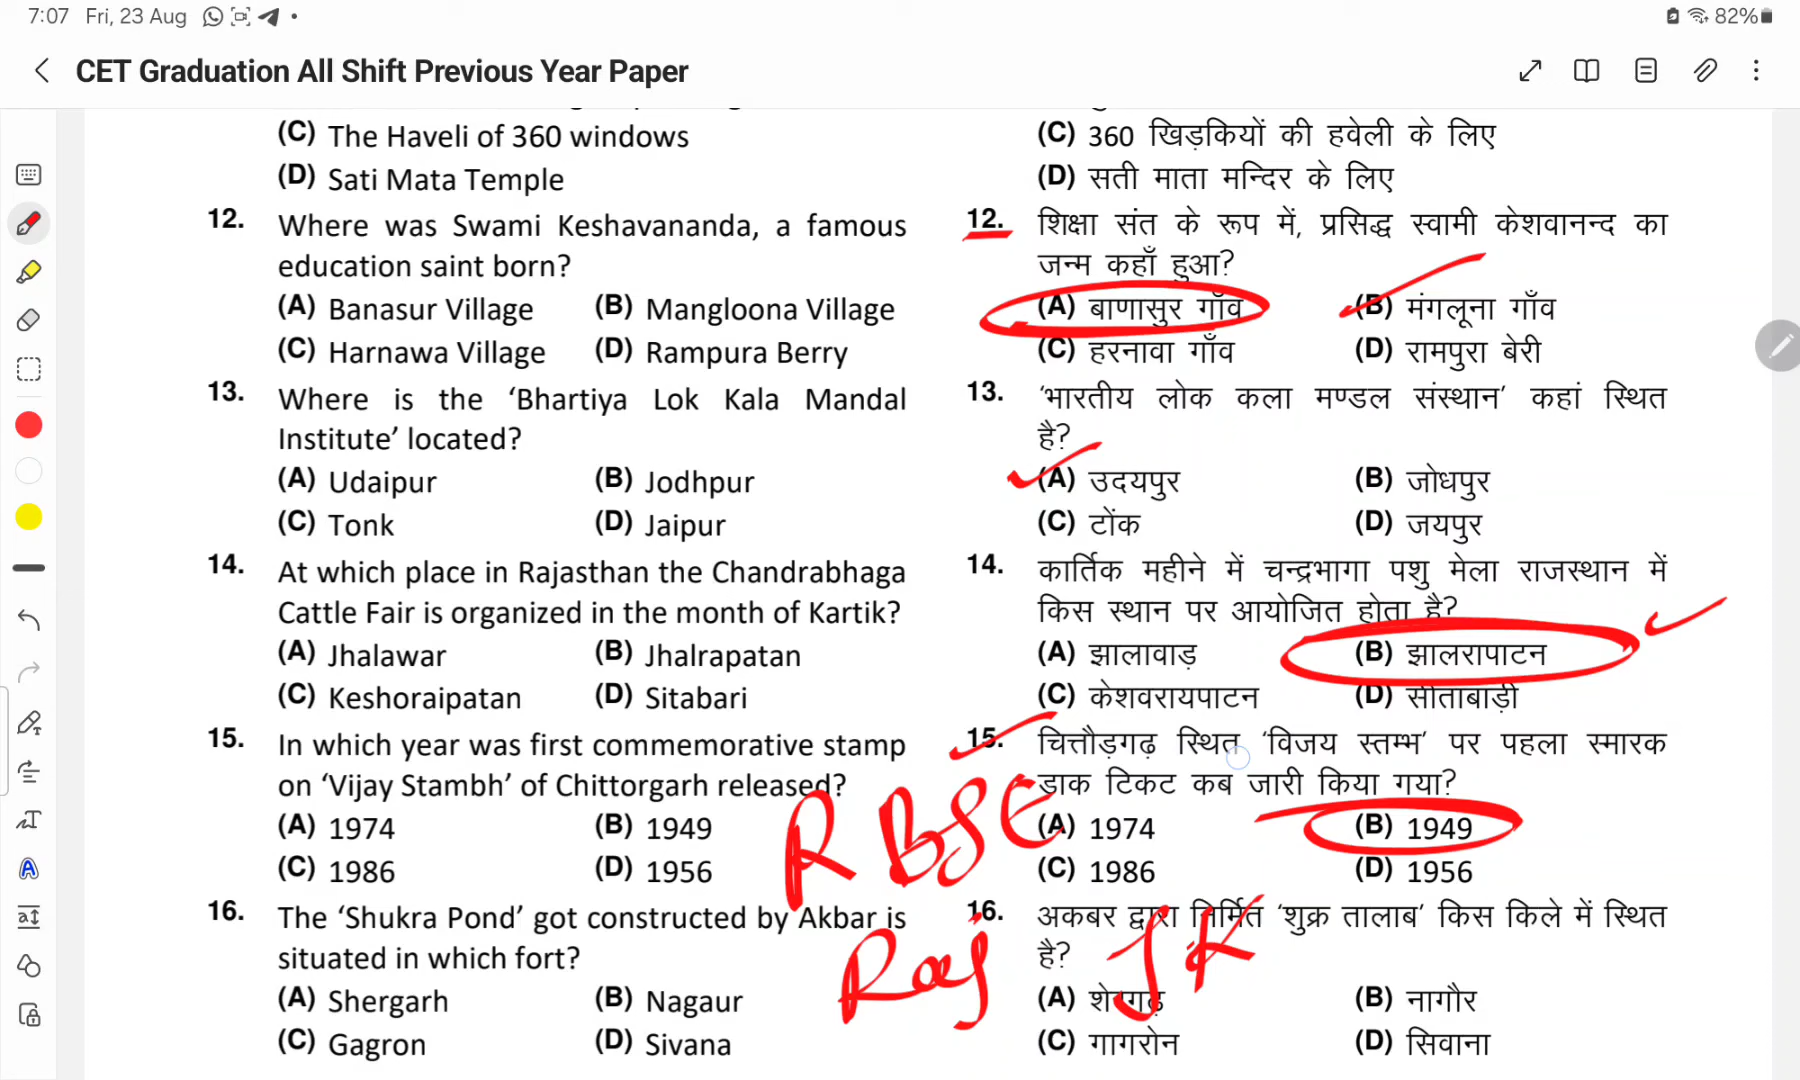 7:07 Fri, 23 Aug
82%
CET Graduation All Shift Previous Year Paper
(C) The Haveli of 360 windows
(D) Sati Mata Temple
12. Where was Swami Keshavananda, a famous
education saint born?
(A) Banasur Village (B) Mangloona Village
(C) Harnawa Village (D) Rampura Berry
13. Where is the ‘Bhartiya Lok Kala Mandal
Institute’ located?
(A) Udaipur (B) Jodhpur
(C) Tonk (D) Jaipur
14. At which place in Rajasthan the Chandrabhaga
Cattle Fair is organized in the month of Kartik?
(A) Jhalawar (B) Jhalrapatan
(C) Keshoraipatan (D) Sitabari
15. In which year was first commemorative stamp
on ‘Vijay Stambh’ of Chittorgarh released?
(A) 1974 (B) 1949
(C) 1986 (D) 1956
16. The ‘Shukra Pond’ got constructed by Akbar is
situated in which fort?
(A) Shergarh (B) Nagaur
(C) Gagron (D) Sivana
(C) 360 खिड़कियों की हवेली के लिए
(D) सती माता मन्दिर के लिए
12. शिक्षा संत के रूप में, प्रसिद्ध स्वामी केशवानन्द का
जन्म कहाँ हुआ?
(A) बाणासुर गाँव (B) मंगलूना गाँव
(C) हरनावा गाँव (D) रामपुरा बेरी
13. ‘भारतीय लोक कला मण्डल संस्थान’ कहां स्थित
है?
(A) उदयपुर (B) जोधपुर
(C) टोंक (D) जयपुर
14. कार्तिक महीने में चन्द्रभागा पशु मेला राजस्थान में
किस स्थान पर आयोजित होता है?
(A) झालावाड़ (B) झालरापाटन
(C) केशवरायपाटन (D) सीताबाड़ी
15. चित्तौड़गढ़ स्थित ‘विजय स्तम्भ’ पर पहला स्मारक
डाक टिकट कब जारी किया गया?
(A) 1974 (B) 1949
(C) 1986 (D) 1956
16. अकबर द्वारा निर्मित ‘शुक्र तालाब’ किस किले में स्थित
है?
(A) शेरगढ़ (B) नागौर
(C) गागरोन (D) सिवाना
RBSE
Raj JK